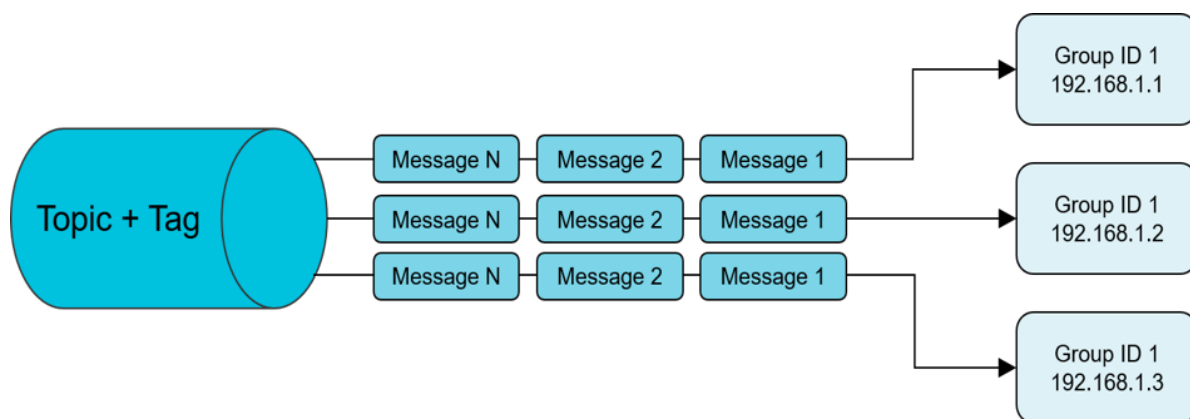 Topic + Tag
Message N
Message 2
Message 1
Message N
Message 2
Message 1
Message N
Message 2
Message 1
Group ID 1
192.168.1.1
Group ID 1
192.168.1.2
Group ID 1
192.168.1.3